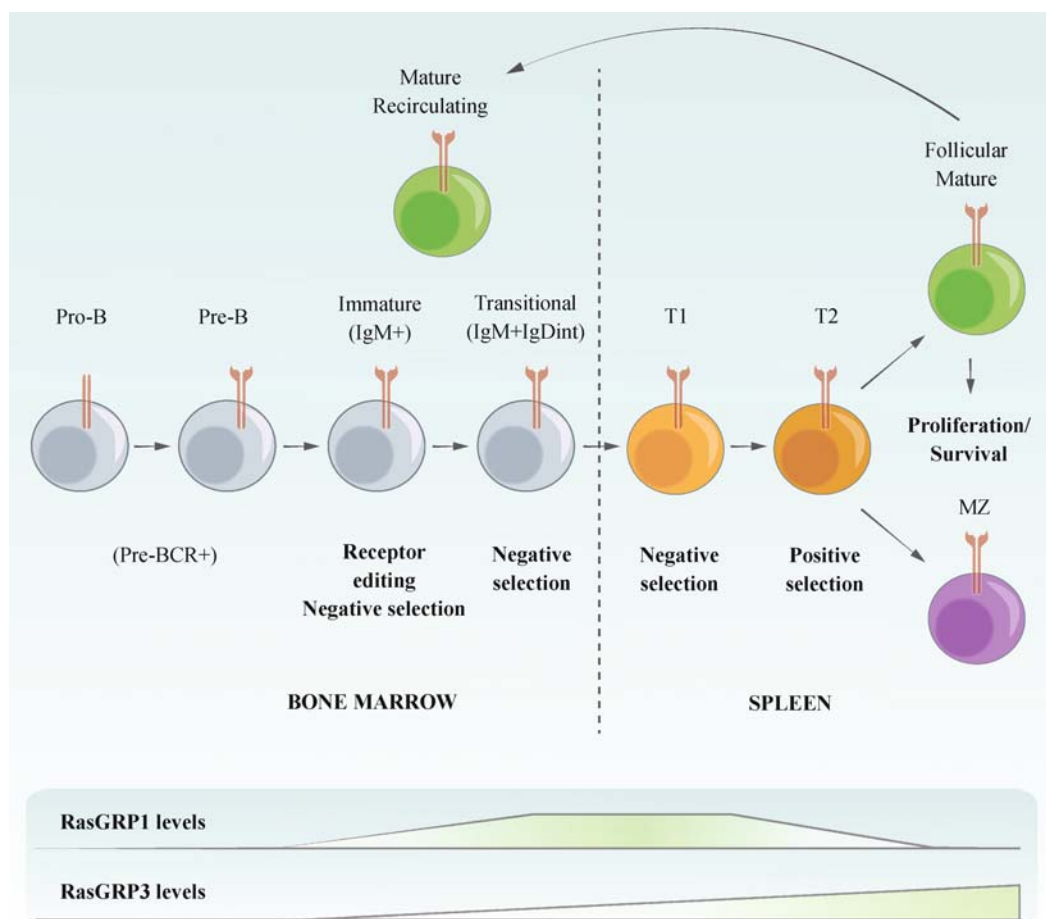 Mature
Recirculating
Follicular
Mature
Pro-B
Pre-B
Immature
(IgM+)
Transitional
(IgM+IgDint)
T1
T2
Proliferation/
Survival
MZ
(Pre-BCR+)
Receptor
editing
Negative selection
Negative
selection
Negative
selection
Positive
selection
BONE MARROW
SPLEEN
RasGRP1 levels
RasGRP3 levels